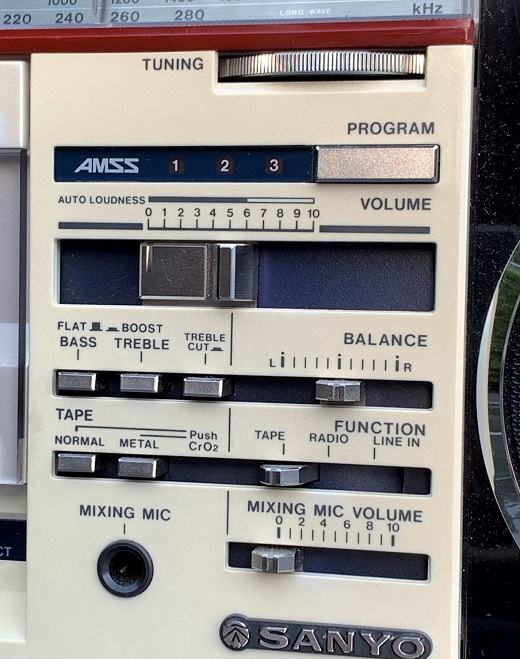 220 260 280
LONG WAVE
kHz
TUNING
PROGRAM
AMSS 1 2 3
AUTO LOUDNESS
VOLUME
0 1 2 3 4 5 6 7 8 9 10
FLAT BOOST
BASS TREBLE
TREBLE
CUT
BALANCE
L R
TAPE
NORMAL METAL
Push
CrO2
FUNCTION
TAPE RADIO LINE IN
MIXING MIC
MIXING MIC VOLUME
0 2 4 6 8 10
CT
SANYO